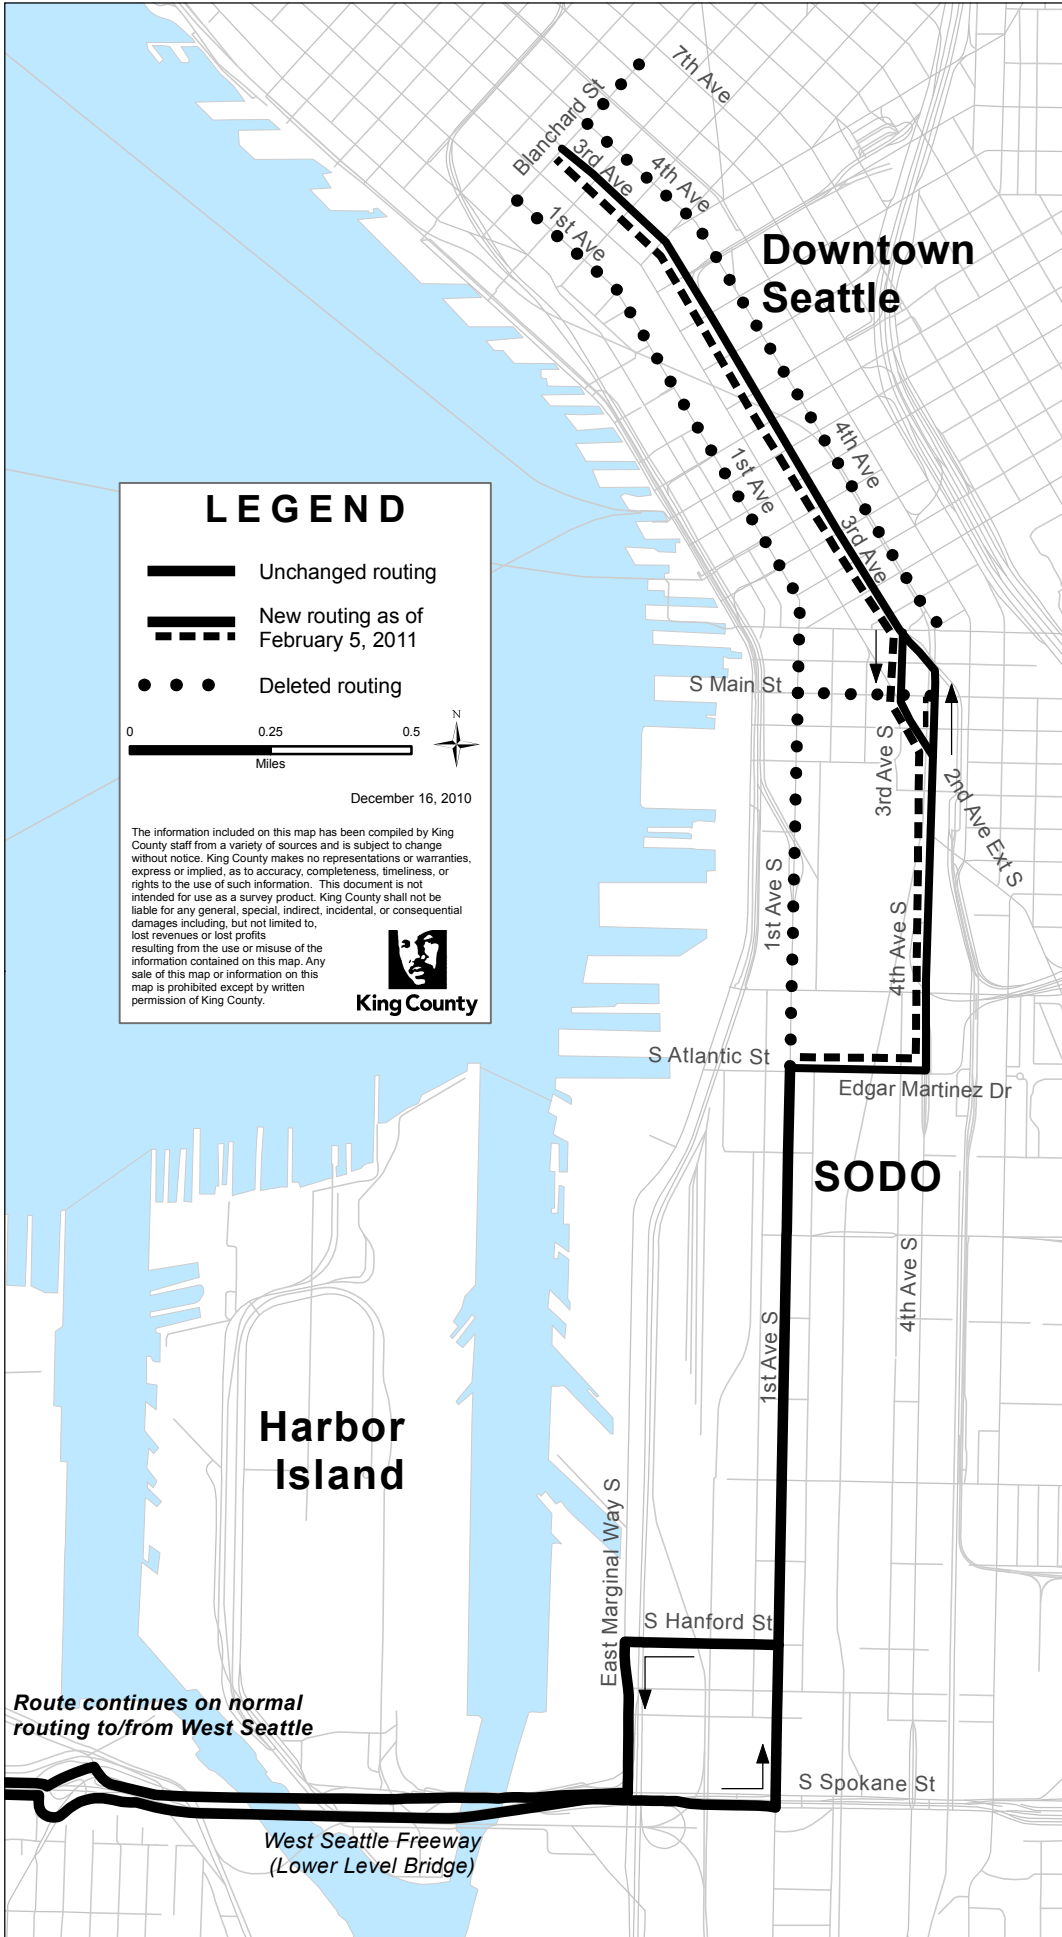 7th Ave
Blanchard St
3rd Ave
4th Ave
1st Ave
Downtown
Seattle
4th Ave
1st Ave
3rd Ave
LEGEND
Unchanged routing
New routing as of
February 5, 2011
Deleted routing
0 0.25 0.5
Miles
N
December 16, 2010
The information included on this map has been compiled by King
County staff from a variety of sources and is subject to change
without notice. King County makes no representations or warranties,
express or implied, as to accuracy, completeness, timeliness, or
rights to the use of such information. This document is not
intended for use as a survey product. King County shall not be
liable for any general, special, indirect, incidental, or consequential
damages including, but not limited to,
lost revenues or lost profits
resulting from the use or misuse of the
information contained on this map. Any
sale of this map or information on this
map is prohibited except by written
permission of King County.
King County
S Main St
3rd Ave S
2nd Ave Ext S
1st Ave S
4th Ave S
S Atlantic St
Edgar Martinez Dr
SODO
4th Ave S
1st Ave S
Harbor
Island
East Marginal Way S
S Hanford St
Route continues on normal
routing to/from West Seattle
S Spokane St
West Seattle Freeway
(Lower Level Bridge)